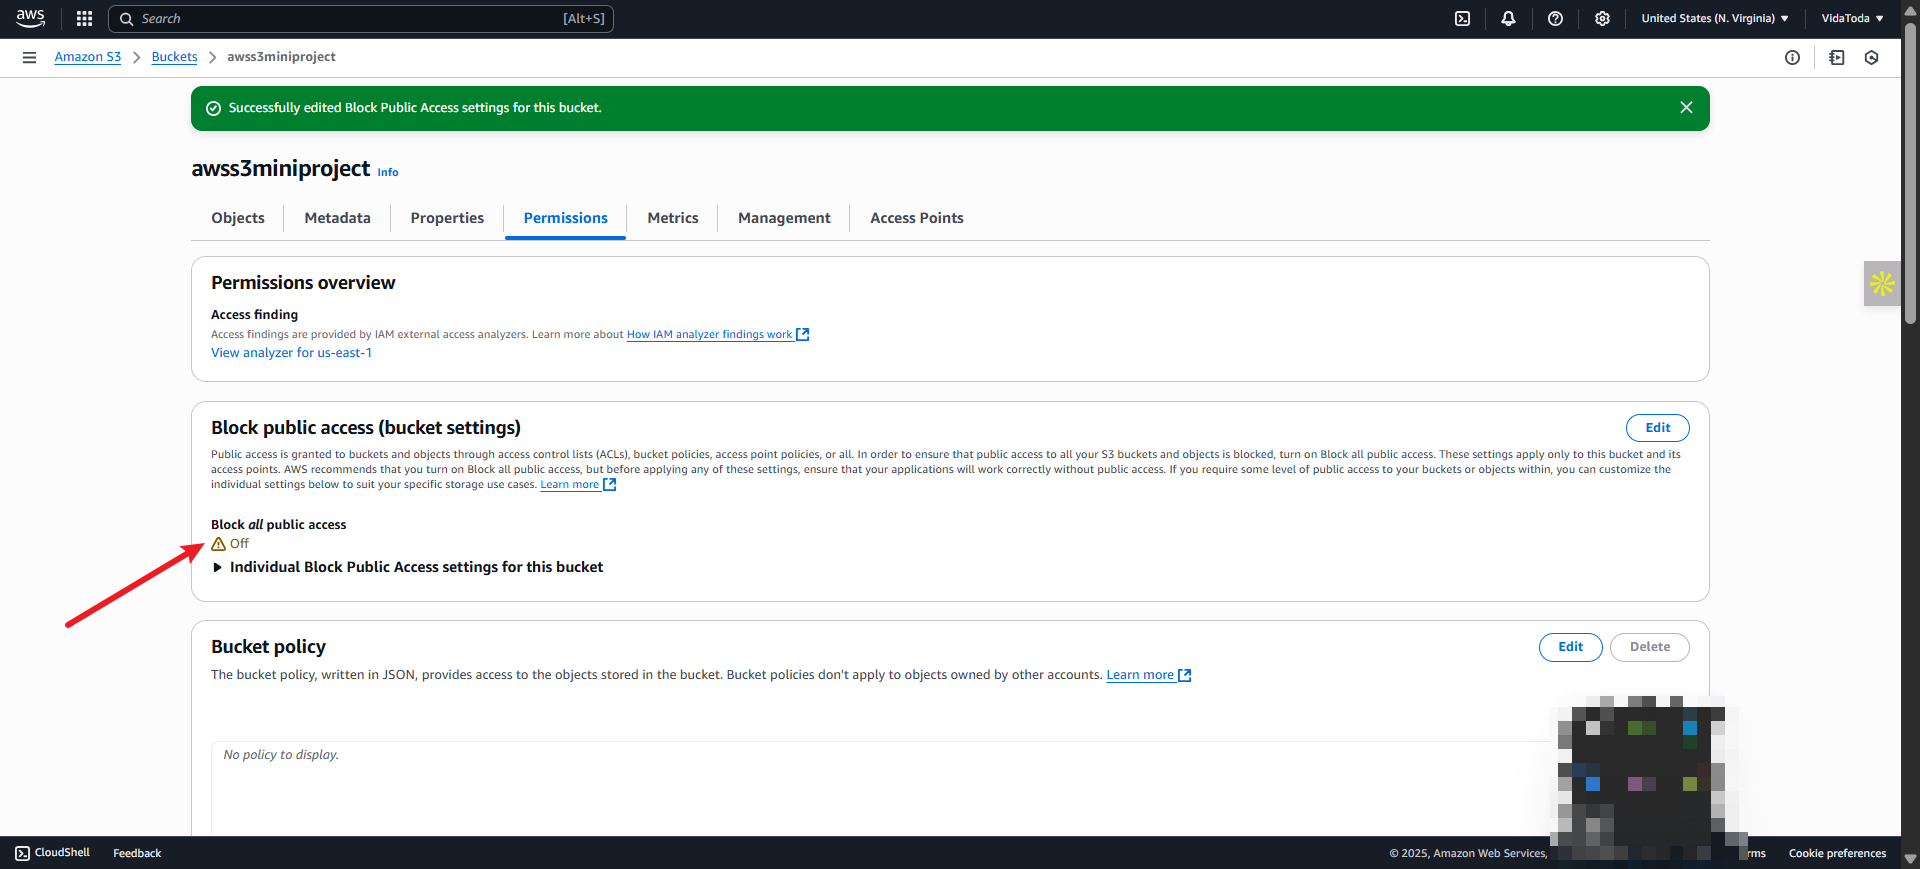 aws
Search [Alt+S]
United States (N. Virginia)
VidaToda
Amazon S3
Buckets
awss3miniproject
Successfully edited Block Public Access settings for this bucket.
awss3miniproject
Info
Objects
Metadata
Properties
Permissions
Metrics
Management
Access Points
Permissions overview
Access finding
Access findings are provided by IAM external access analyzers. Learn more about How IAM analyzer findings work
View analyzer for us-east-1
Block public access (bucket settings)
Edit
Public access is granted to buckets and objects through access control lists (ACLs), bucket policies, access point policies, or all. In order to ensure that public access to all your S3 buckets and objects is blocked, turn on Block all public access. These settings apply only to this bucket and its
access points. AWS recommends that you turn on Block all public access, but before applying any of these settings, ensure that your applications will work correctly without public access. If you require some level of public access to your buckets or objects within, you can customize the
individual settings below to suit your specific storage use cases. Learn more
Block all public access
Off
Individual Block Public Access settings for this bucket
Bucket policy
Edit
Delete
The bucket policy, written in JSON, provides access to the objects stored in the bucket. Bucket policies don't apply to objects owned by other accounts. Learn more
No policy to display.
CloudShell
Feedback
© 2025, Amazon Web Services,
rms
Cookie preferences